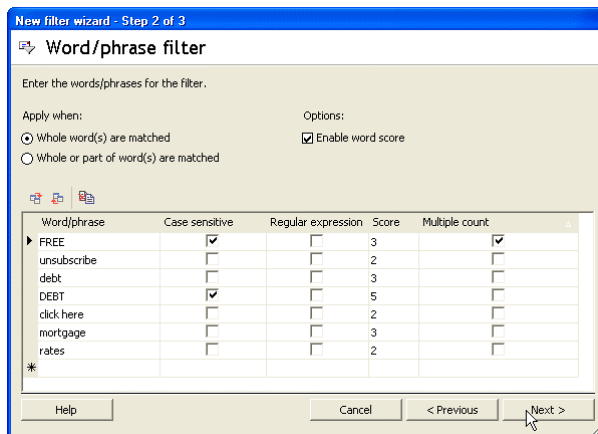 New filter wizard - Step 2 of 3
Word/phrase filter
Enter the words/phrases for the filter.
Apply when: Options:
Whole word(s) are matched Enable word score
Whole or part of word(s) are matched
Word/phrase Case sensitive Regular expression Score Multiple count
FREE 3
unsubscribe 2
debt 3
DEBT 5
click here 2
mortgage 3
rates 2
Help Cancel < Previous Next >